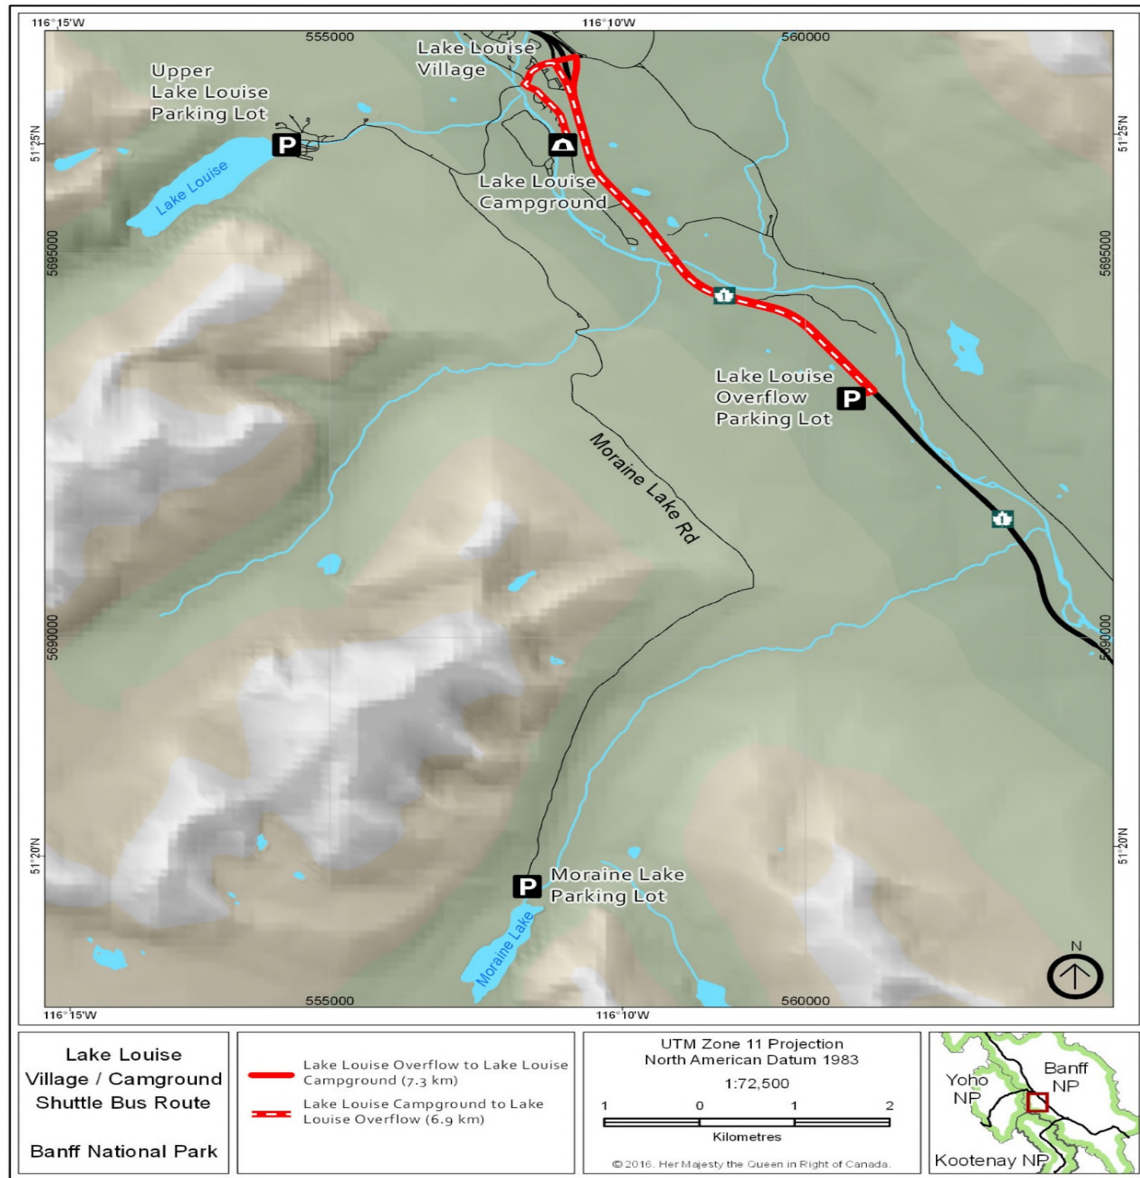 116°15'W
116°10'W
555000
560000
Lake Louise
Village
Upper
Lake Louise
Parking Lot
51°25'N
51°25'N
P
Lake Louise
Lake Louise
Campground
5695000
5695000
1
Lake Louise
Overflow
Parking Lot
P
Moraine Lake Rd
1
5690000
5690000
51°20'N
51°20'N
P
Moraine Lake
Parking Lot
Moraine Lake
N
555000
560000
116°15'W
116°10'W
Lake Louise
Village / Camground
Shuttle Bus Route
Banff National Park
Lake Louise Overflow to Lake Louise
Campground (7.3 km)
Lake Louise Campground to Lake
Louise Overflow (6.9 km)
UTM Zone 11 Projection
North American Datum 1983
1:72,500
1 0 1 2
Kilometres
© 2016. Her Majesty the Queen in Right of Canada.
Banff
NP
Yoho
NP
Kootenay NP